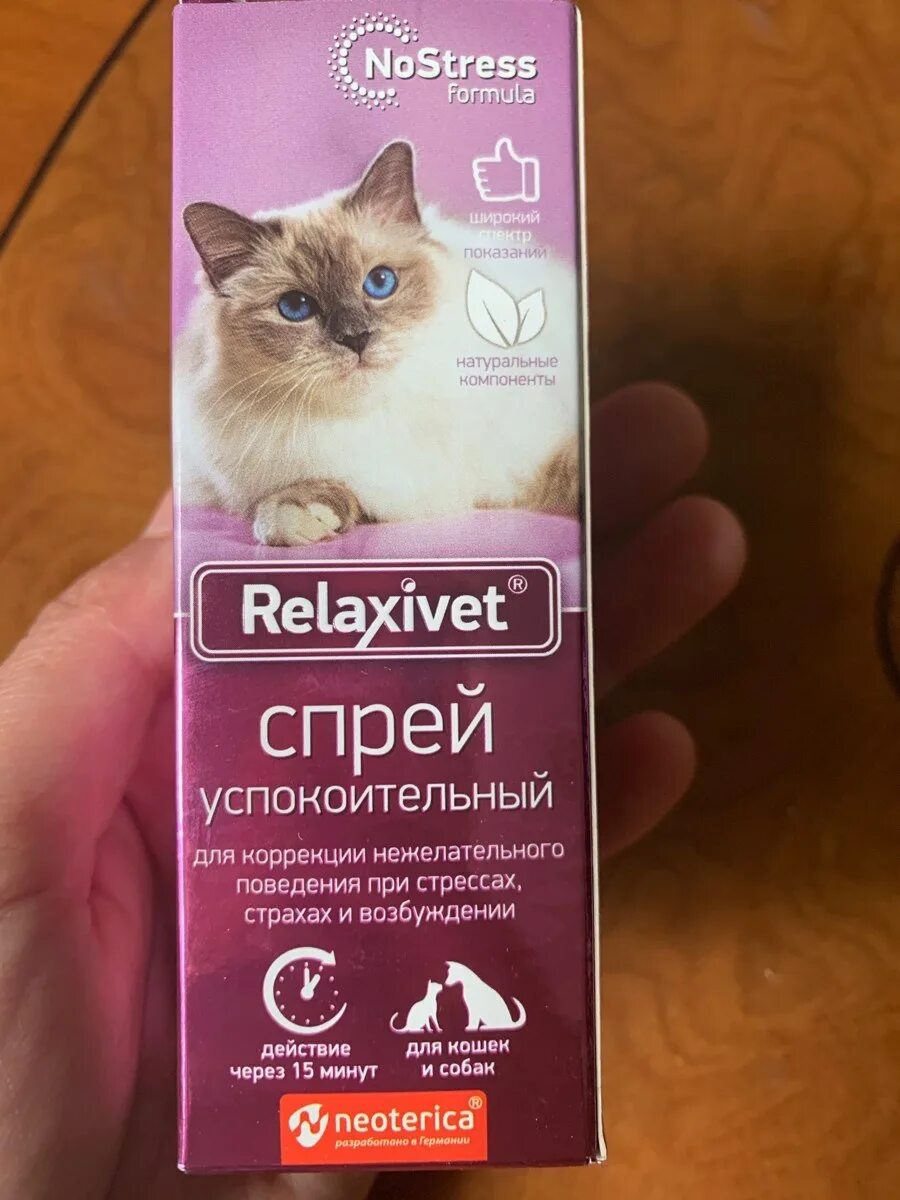 NoStress
formula
широкий
спектр
показаний
натуральные
компоненты
Relaxivet®
спрей
успокоительный
для коррекции нежелательного
поведения при стрессах,
страхах и возбуждении
действие
через 15 минут
для кошек
и собак
neoterica®
разработано в Германии